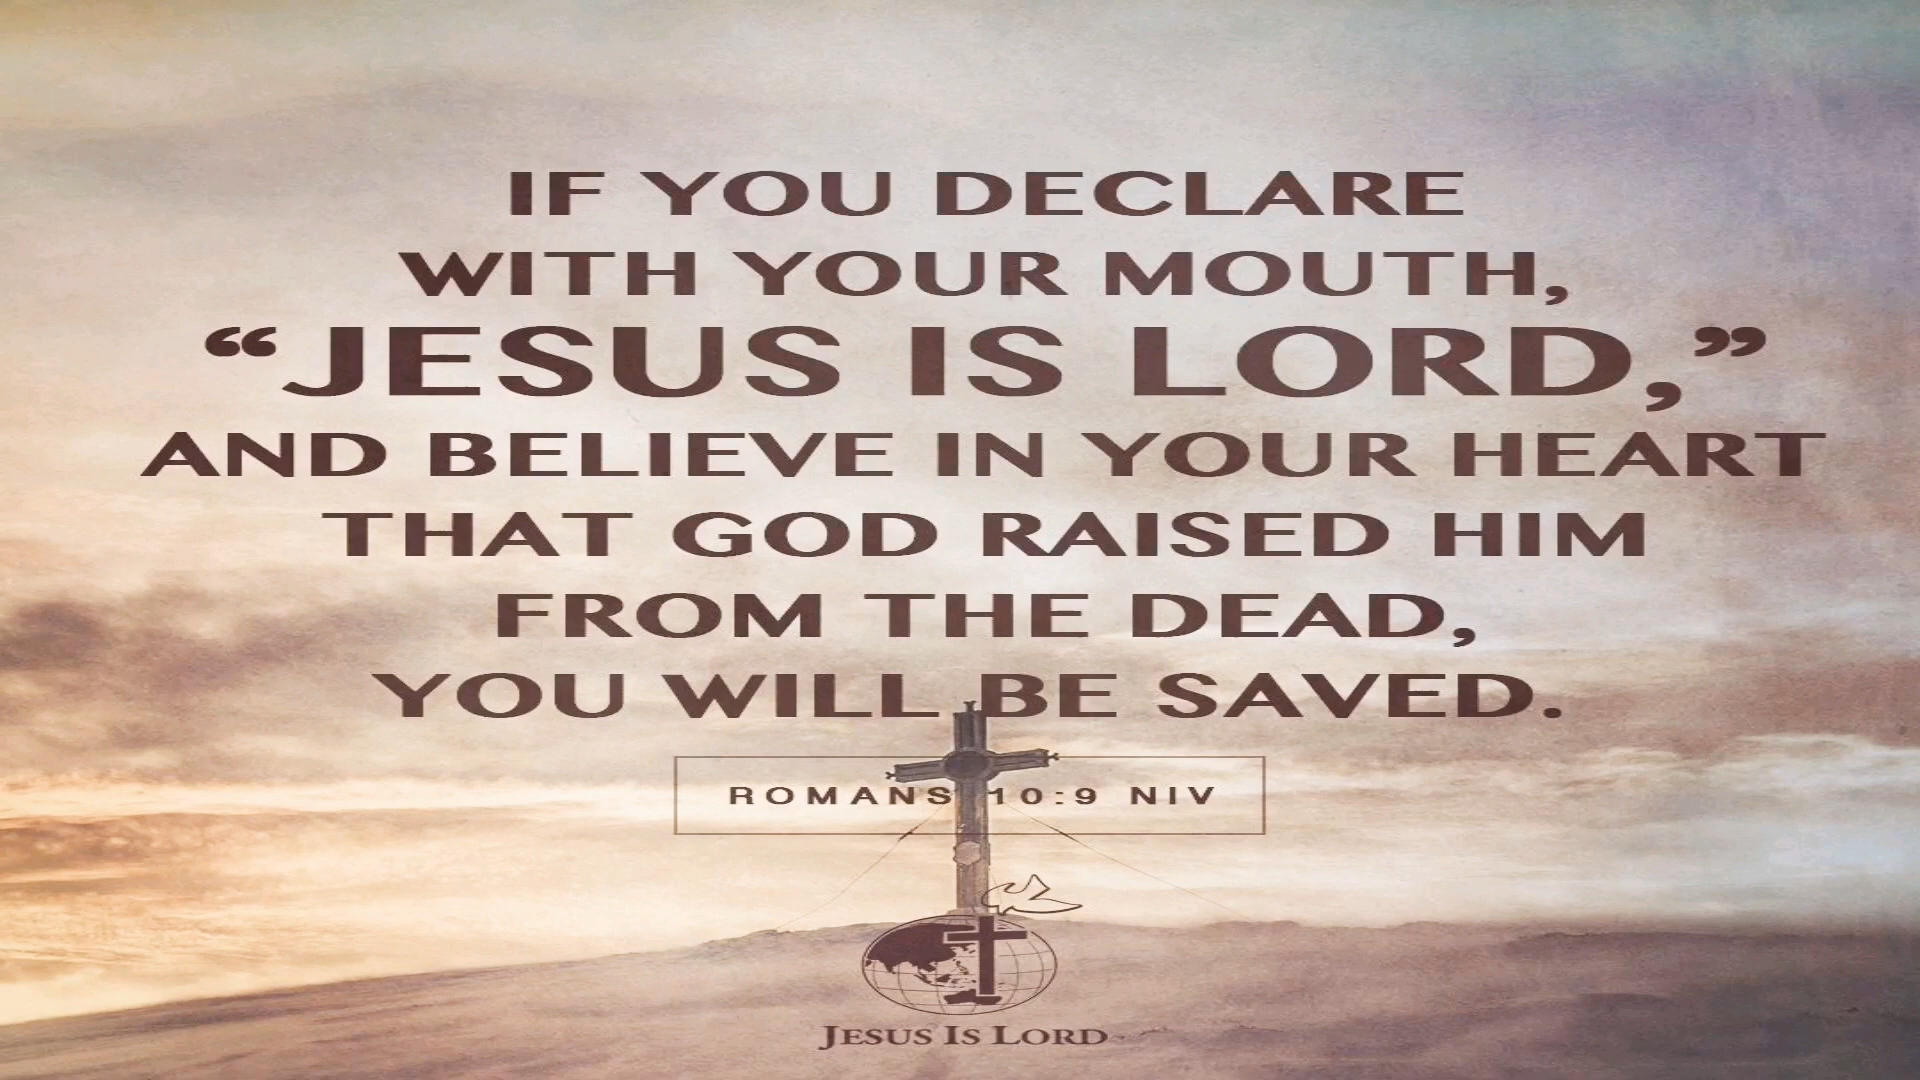 IF YOU DECLARE
WITH YOUR MOUTH,
“JESUS IS LORD,”
AND BELIEVE IN YOUR HEART
THAT GOD RAISED HIM
FROM THE DEAD,
YOU WILL BE SAVED.
ROMANS 10:9 NIV
JESUS IS LORD